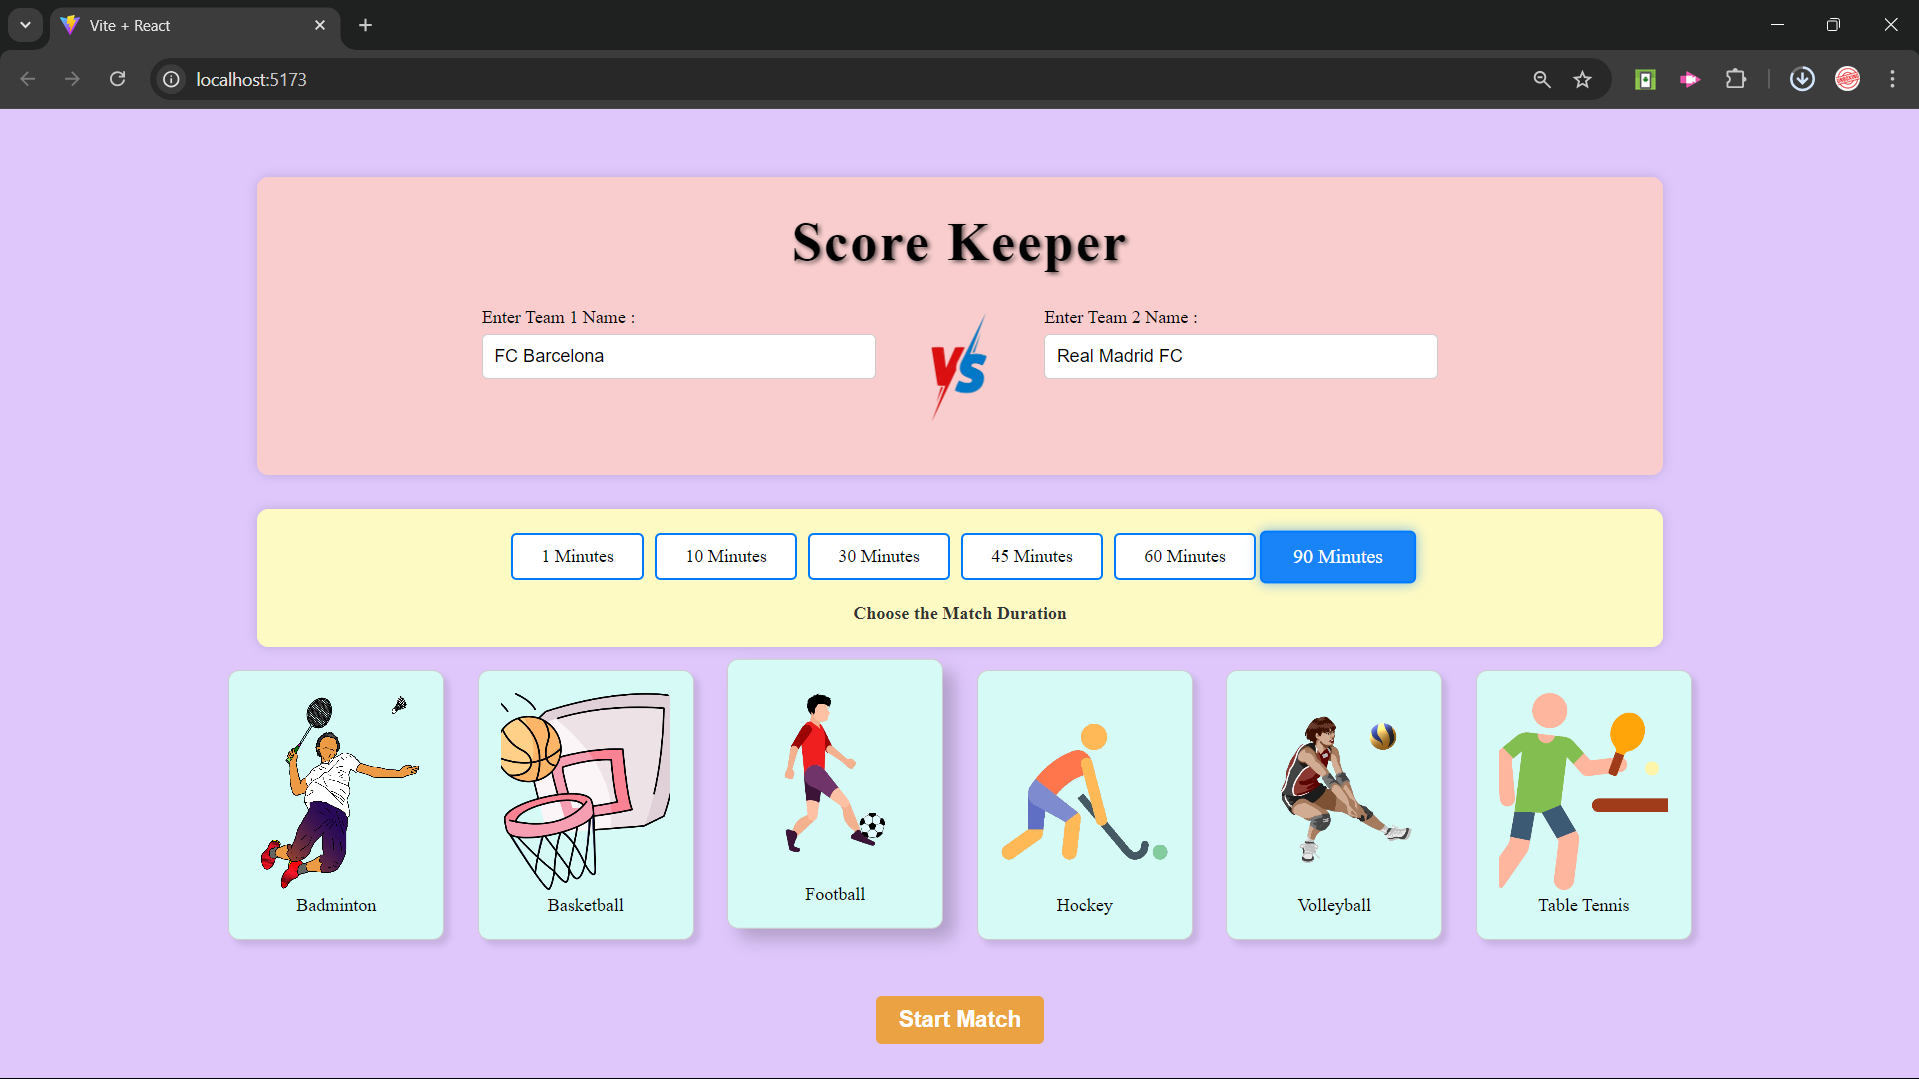 Vite + React
localhost:5173
Score Keeper
Enter Team 1 Name :
FC Barcelona
VS
Enter Team 2 Name :
Real Madrid FC
1 Minutes
10 Minutes
30 Minutes
45 Minutes
60 Minutes
90 Minutes
Choose the Match Duration
Badminton
Basketball
Football
Hockey
Volleyball
Table Tennis
Start Match